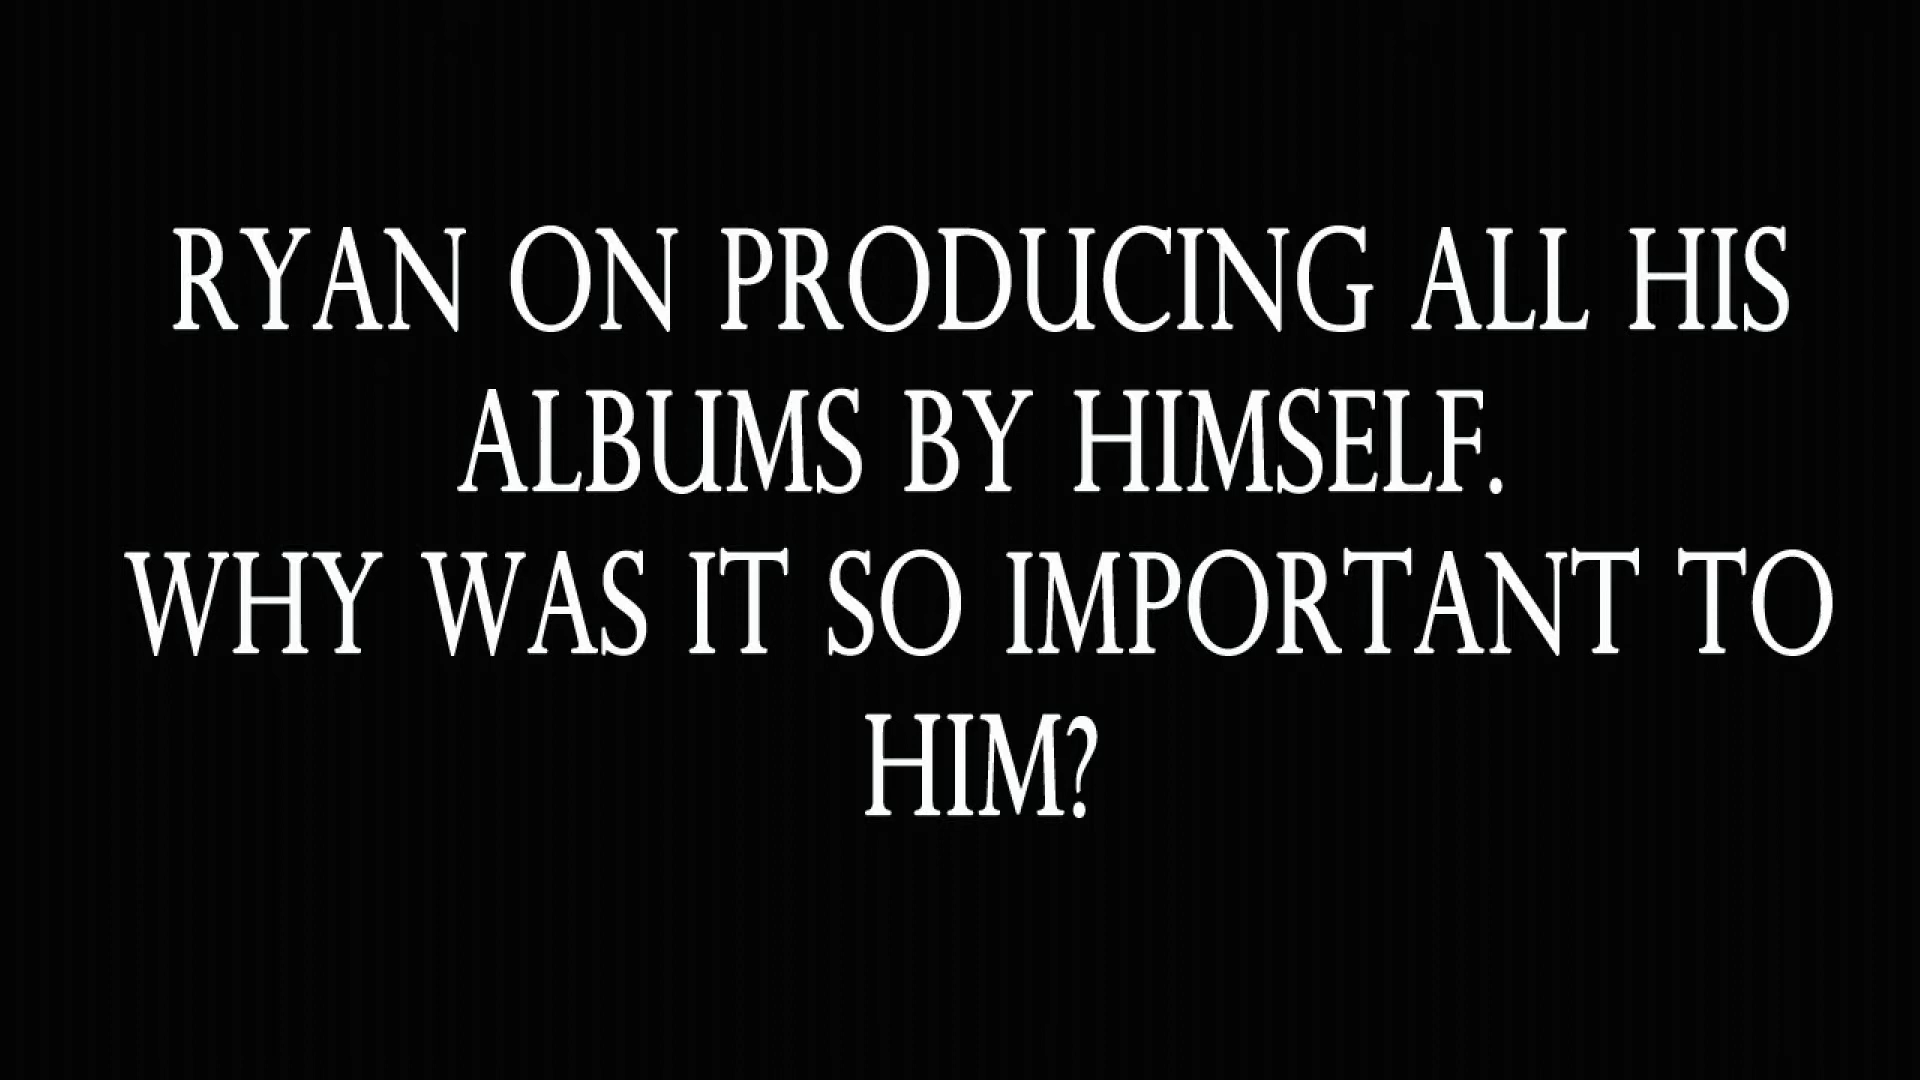 RYAN ON PRODUCING ALL HIS
ALBUMS BY HIMSELF.
WHY WAS IT SO IMPORTANT TO
HIM?